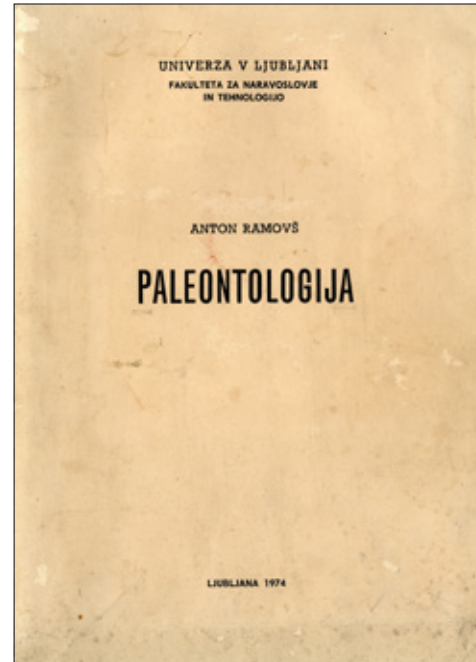 UNIVERZA V LJUBLJANI
FAKULTETA ZA NARAVOSLOVJE
IN TEHNOLOGIJO
ANTON RAMOVŠ
PALEONTOLOGIJA
LJUBLJANA 1974